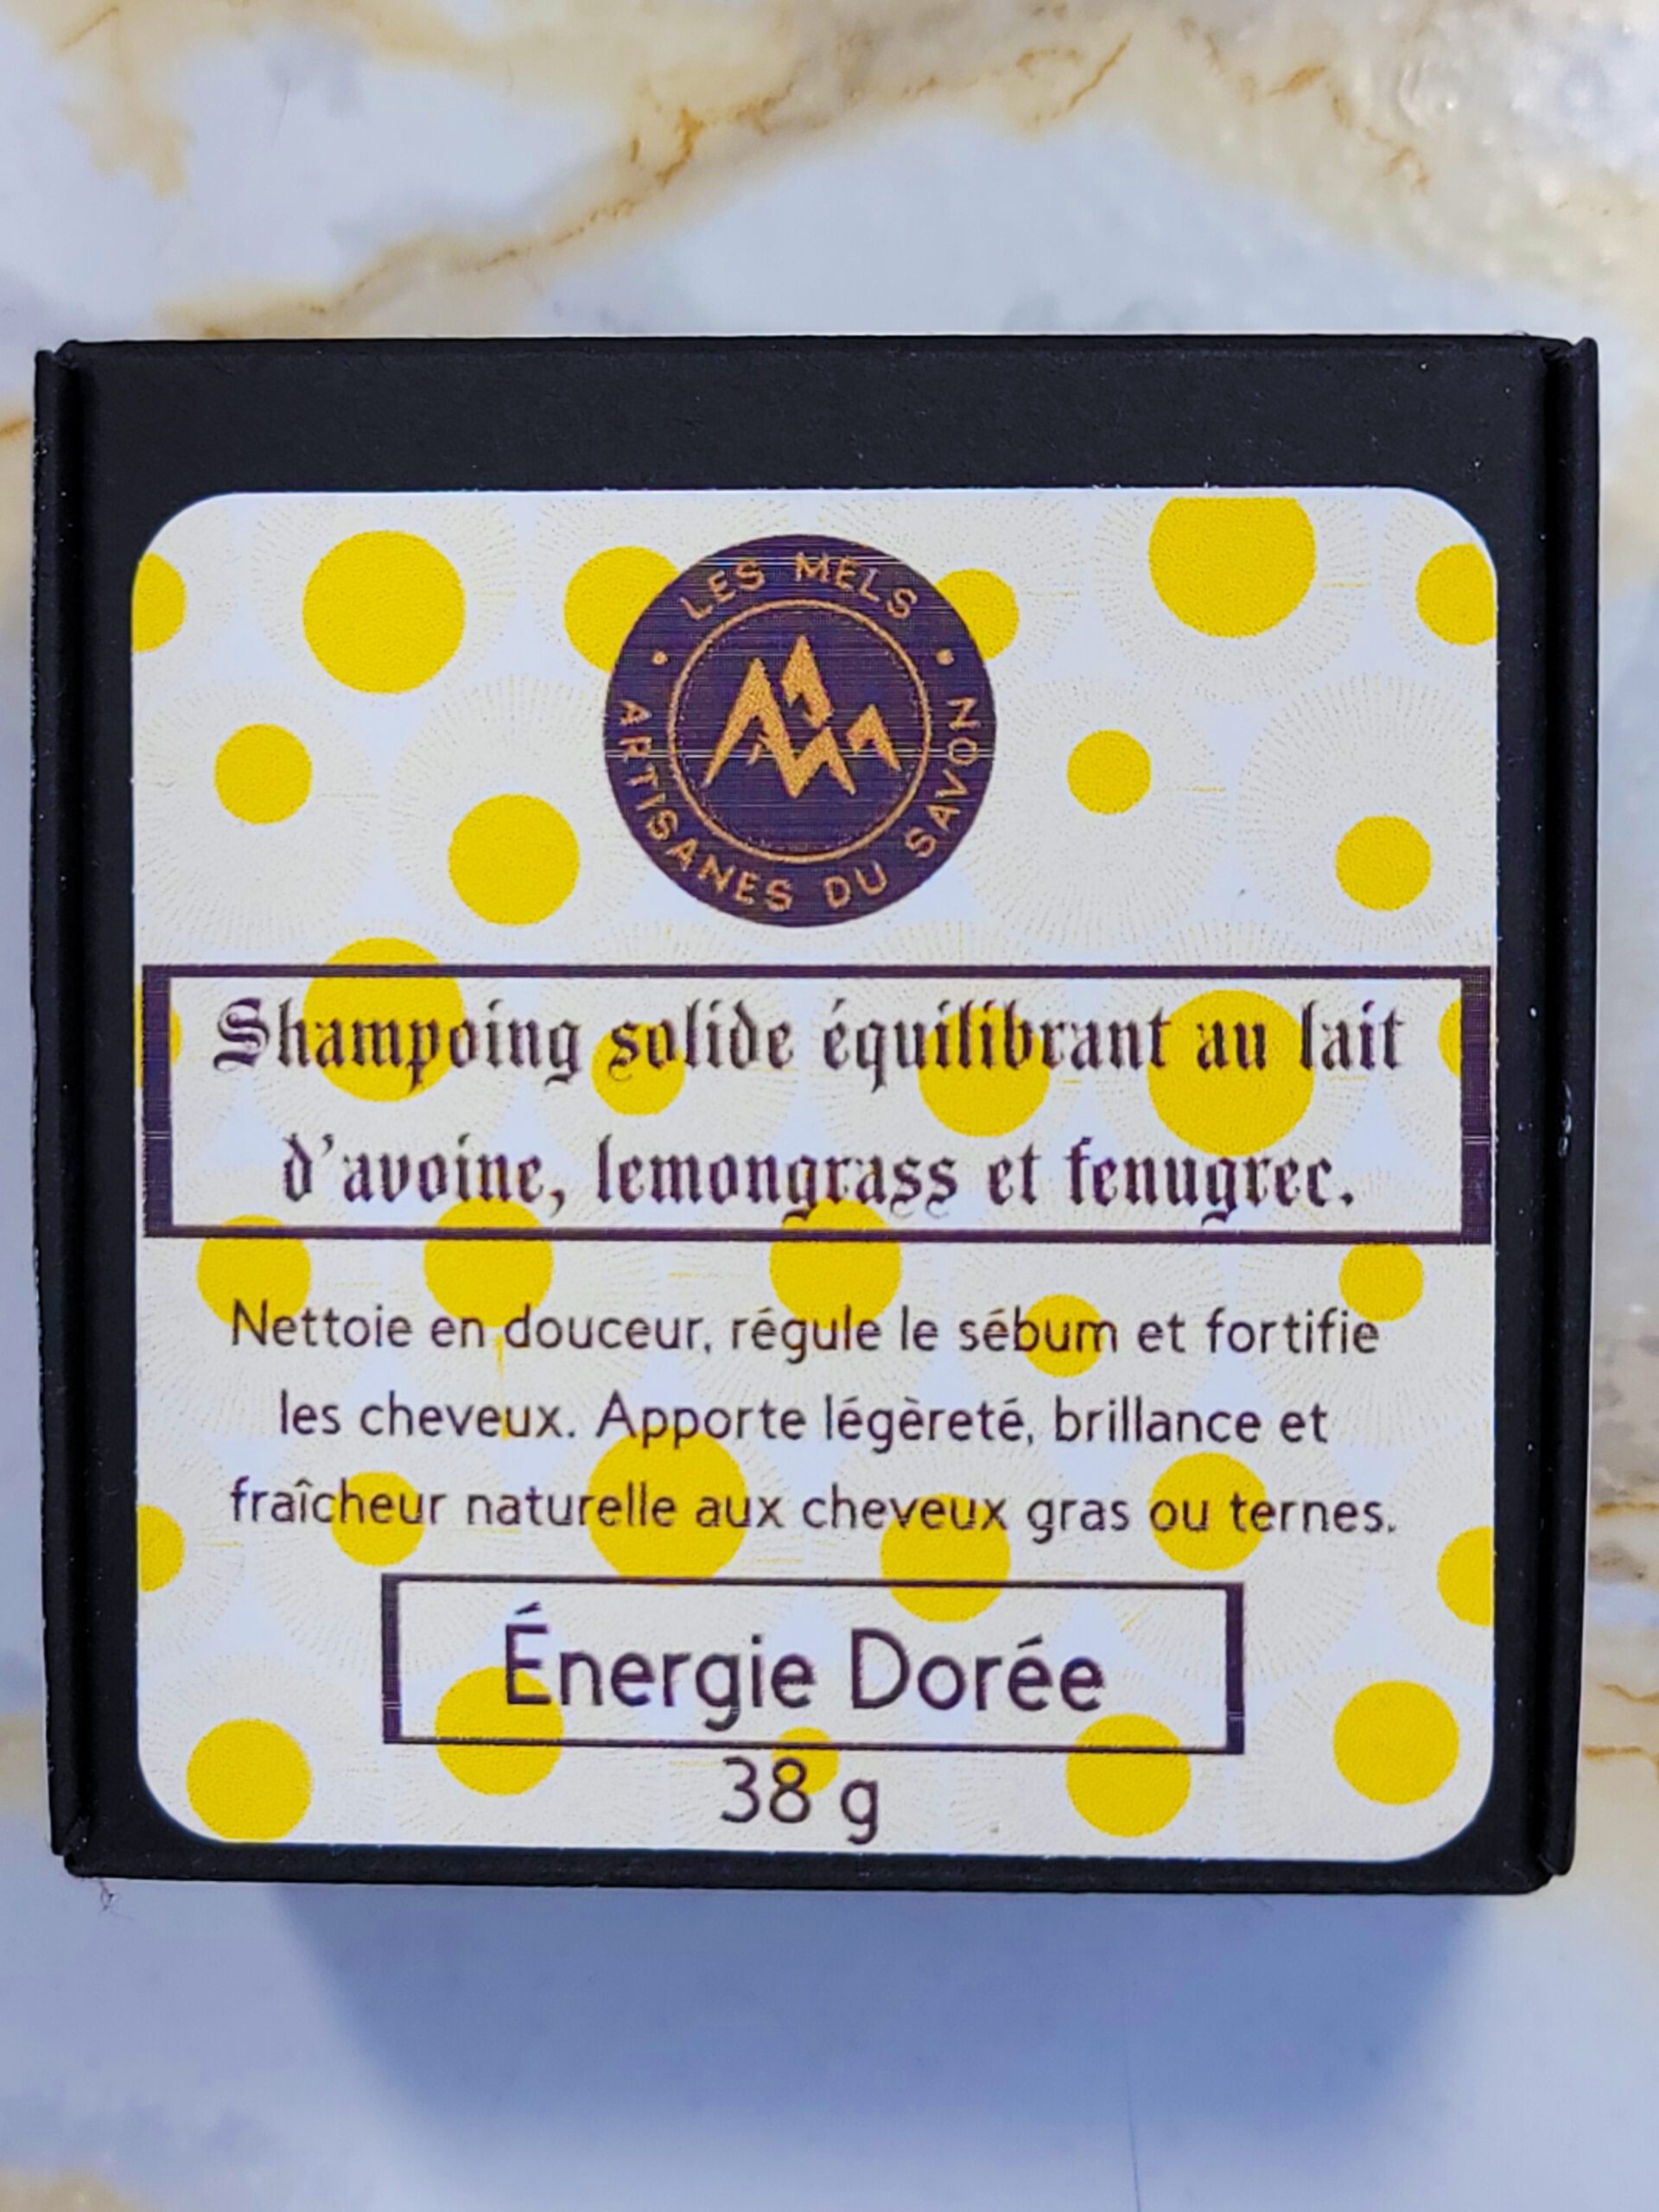 LES MELS
ARTISANES DU SAVON
Shampoing solide équilibrant au lait
d'avoine, lemongrass et fenugrec.
Nettoie en douceur, régule le sébum et fortifie
les cheveux. Apporte légèreté, brillance et
fraîcheur naturelle aux cheveux gras ou ternes.
Énergie Dorée
38 g